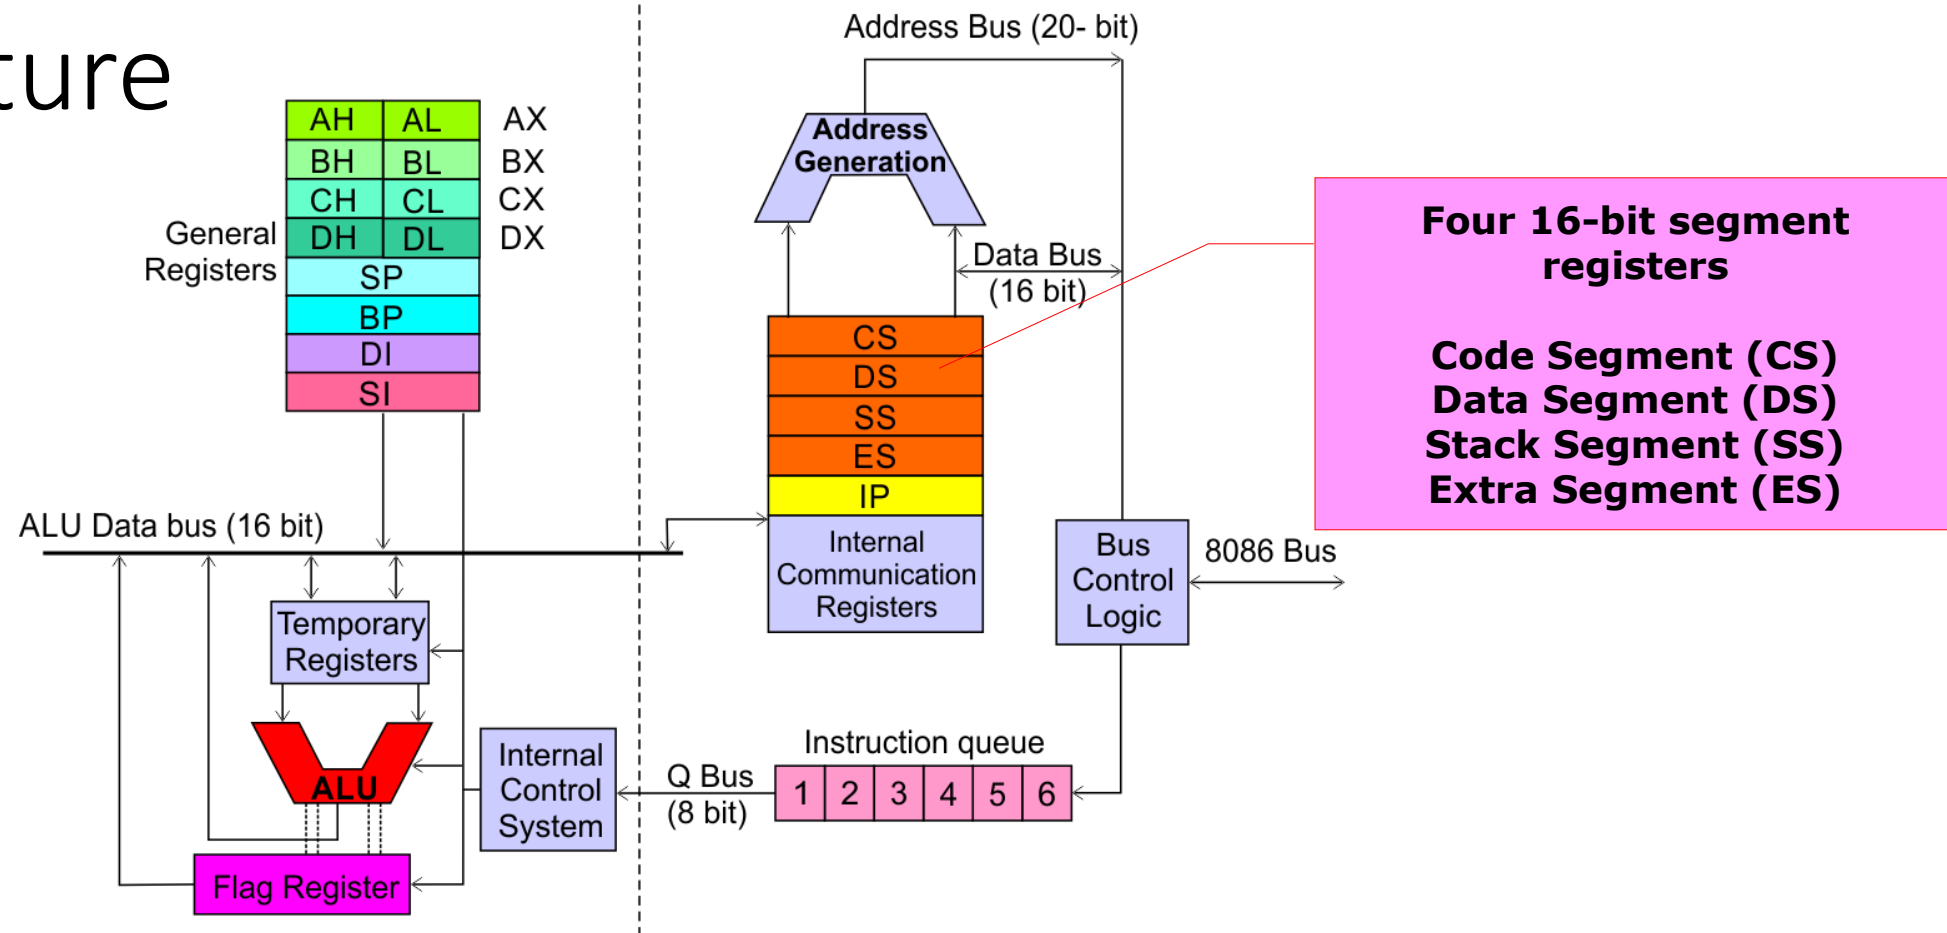 ture
AH AL AX
BH BL BX
CH CL CX
DH DL DX
General
Registers
SP
BP
DI
SI
ALU Data bus (16 bit)
Temporary
Registers
ALU
Flag Register
Internal
Control
System
Address Bus (20- bit)
Address
Generation
Data Bus
(16 bit)
CS
DS
SS
ES
IP
Internal
Communication
Registers
Bus
Control
Logic
8086 Bus
Instruction queue
Q Bus
(8 bit)
1 2 3 4 5 6
Four 16-bit segment
registers
Code Segment (CS)
Data Segment (DS)
Stack Segment (SS)
Extra Segment (ES)